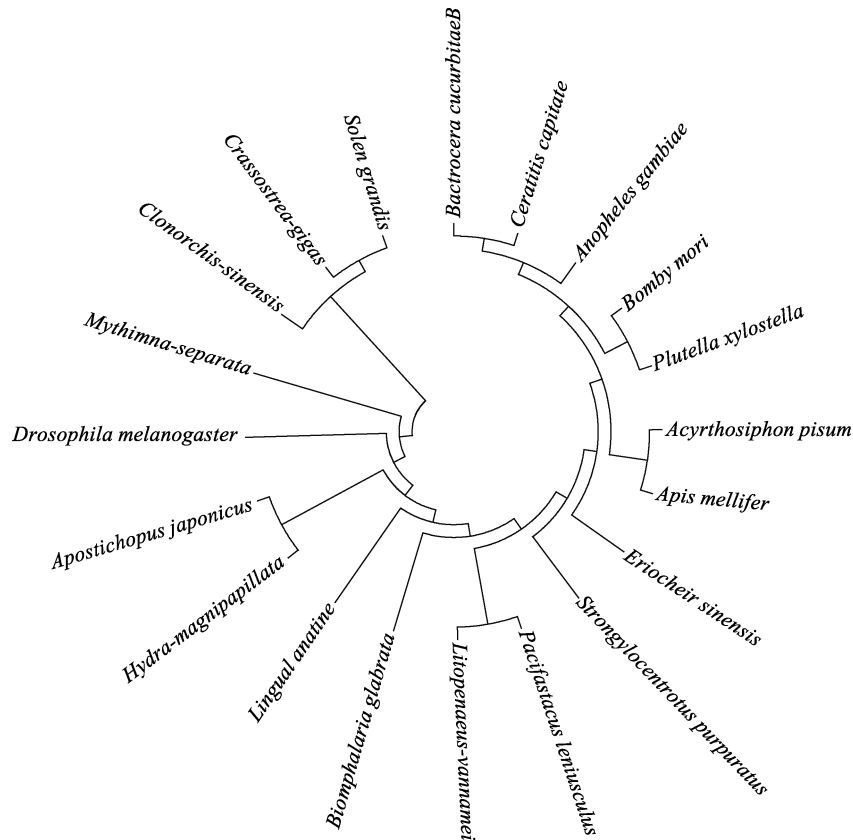 Bactrocera cucurbitaeB
Ceratitis capitate
Anopheles gambiae
Bomby mori
Plutella xylostella
Acyrthosiphon pisum
Apis mellifer
Eriocheir sinensis
Strongylocentrotus purpuratus
Pacifastacus leniusculus
Litopenaeus-vannamei
Biomphalaria glabrata
Lingual anatine
Hydra-magnipapillata
Apostichopus japonicus
Drosophila melanogaster
Mythimna-separata
Clonorchis-sinensis
Crassostrea-gigas
Solen grandis